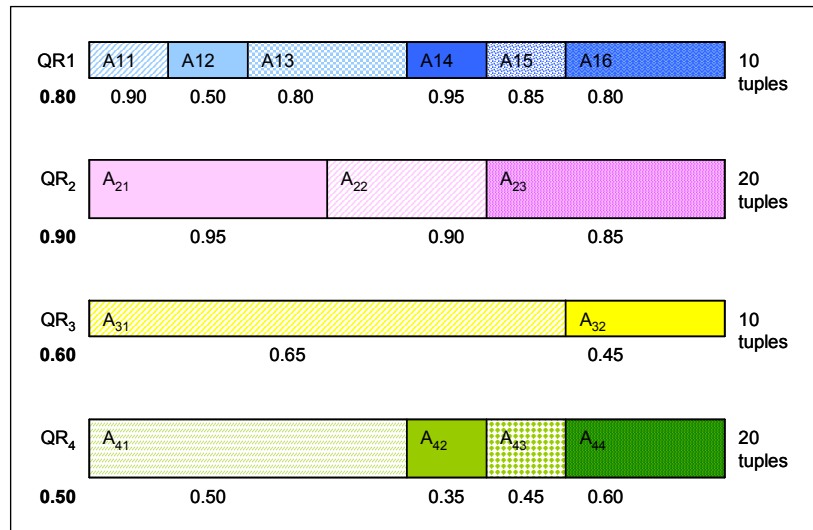 QR1 A11 A12 A13 A14 A15 A16 10 tuples
0.80 0.90 0.50 0.80 0.95 0.85 0.80
QR2 A21 A22 A23 20 tuples
0.90 0.95 0.90 0.85
QR3 A31 A32 10 tuples
0.60 0.65 0.45
QR4 A41 A42 A43 A44 20 tuples
0.50 0.50 0.35 0.45 0.60